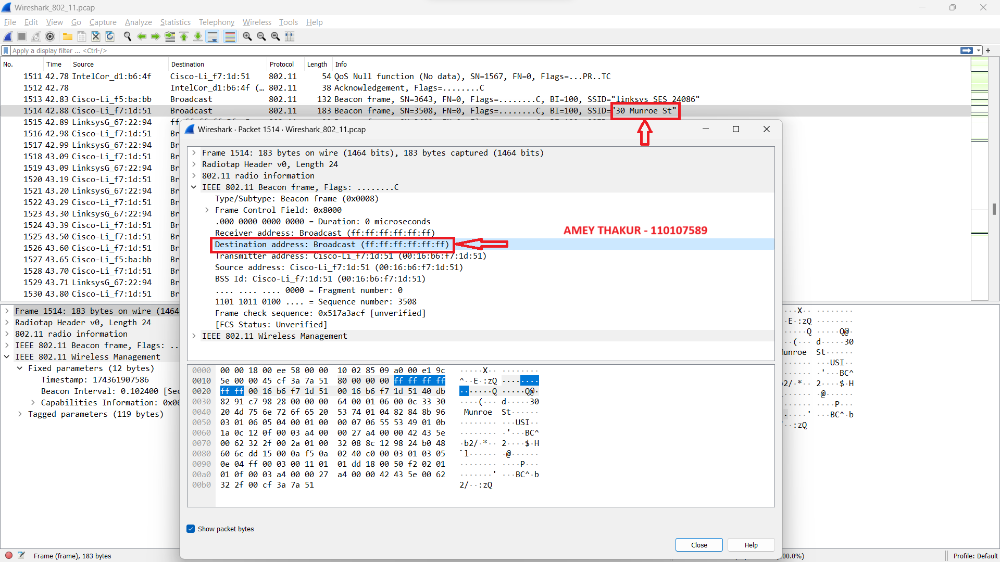 Wireshark_802_11.pcap
File Edit View Go Capture Analyze Statistics Telephony Wireless Tools Help
Apply a display filter ... <Ctrl-/>
No. Time Source Destination Protocol Length Info
1511 42.78 IntelCor_d1:b6:4f Cisco-Li_f7:1d:51 802.11 54 QoS Null function (No data), SN=1567, FN=0, Flags=...PR..TC
1512 42.78 IntelCor_d1:b6:4f (… 802.11 38 Acknowledgement, Flags=........C
1513 42.83 Cisco-Li_f5:ba:bb Broadcast 802.11 132 Beacon frame, SN=3643, FN=0, Flags=........C, BI=100, SSID="linksys_SES_24086"
1514 42.88 Cisco-Li_f7:1d:51 Broadcast 802.11 183 Beacon frame, SN=3508, FN=0, Flags=........C, BI=100, SSID="30 Munroe St"
1515 42.89 LinksysG_67:22:94
1516 42.98 Cisco-Li_f7:1d:51 Br
1517 42.99 LinksysG_67:22:94 Br
1518 43.09 Cisco-Li_f7:1d:51 Br
1519 43.09 LinksysG_67:22:94 Br
1520 43.19 Cisco-Li_f7:1d:51 Br
1521 43.20 LinksysG_67:22:94 Br
1522 43.29 Cisco-Li_f7:1d:51 Br
1523 43.30 LinksysG_67:22:94 Br
1524 43.39 Cisco-Li_f7:1d:51 Br
1525 43.50 Cisco-Li_f7:1d:51 Br
1526 43.60 Cisco-Li_f7:1d:51 Br
1527 43.65 Cisco-Li_f5:ba:bb Br
1528 43.70 Cisco-Li_f7:1d:51 Br
1529 43.71 LinksysG_67:22:94 Br
1530 43.80 Cisco-Li_f7:1d:51 Br
Wireshark · Packet 1514 · Wireshark_802_11.pcap
Frame 1514: 183 bytes on wire (1464 bits), 183 bytes captured (1464 bits)
Radiotap Header v0, Length 24
802.11 radio information
IEEE 802.11 Beacon frame, Flags: ........C
Type/Subtype: Beacon frame (0x0008)
Frame Control Field: 0x8000
.000 0000 0000 0000 = Duration: 0 microseconds
Receiver address: Broadcast (ff:ff:ff:ff:ff:ff)
AMEY THAKUR - 110107589
Destination address: Broadcast (ff:ff:ff:ff:ff:ff)
Transmitter address: Cisco-Li_f7:1d:51 (00:16:b6:f7:1d:51)
Source address: Cisco-Li_f7:1d:51 (00:16:b6:f7:1d:51)
BSS Id: Cisco-Li_f7:1d:51 (00:16:b6:f7:1d:51)
.... .... .... 0000 = Fragment number: 0
1101 1011 0100 .... = Sequence number: 3508
Frame check sequence: 0x517a3acf [unverified]
[FCS Status: Unverified]
IEEE 802.11 Wireless Management
0000 00 00 18 00 ee 58 00 00 10 02 85 09 a0 00 e1 9c ·····X·· ········
0010 5e 00 00 45 cf 3a 7a 51 80 00 00 00 ff ff ff ff ^··E·:zQ ········
0020 ff ff 00 16 b6 f7 1d 51 00 16 b6 f7 1d 51 40 db ·······Q ·····Q@·
0030 82 91 c7 98 28 00 00 00 64 00 01 06 00 0c 33 30 ····(··· d·····30
0040 20 4d 75 6e 72 6f 65 20 53 74 01 04 82 84 8b 96 Munroe St······
0050 03 01 06 05 04 00 01 00 00 07 06 55 53 49 01 0b ········ ···USI··
0060 1a 0c 12 0f 00 03 a4 00 00 27 a4 00 00 42 43 5e ········ ·'···BC^
0070 00 62 32 2f 00 2a 01 00 32 08 8c 12 98 24 b0 48 ·b2/·*·· 2····$·H
0080 60 6c dd 15 00 0a f5 0a 02 40 c0 00 03 01 03 05 `l······ ·@······
0090 0e 04 ff 00 03 00 11 01 01 dd 18 00 50 f2 02 01 ········ ····P···
00a0 01 0f 00 03 a4 00 00 27 a4 00 00 42 43 5e 00 62 ·······' ···BC^·b
00b0 32 2f 00 cf 3a 7a 51 2/··:zQ
Show packet bytes
Close Help
Frame 1514: 183 bytes on wire (1464
Radiotap Header v0, Length 24
802.11 radio information
IEEE 802.11 Beacon frame, Flags: ..
IEEE 802.11 Wireless Management
Fixed parameters (12 bytes)
Timestamp: 174361907586
Beacon Interval: 0.102400 [Sec
Capabilities Information: 0x06
Tagged parameters (119 bytes)
···X·· ········
·E·:zQ ········
·····Q ·····Q@·
··(··· d·····30
unroe St······
···USI··
·'···BC^
2/·*·· 2····$·H
·@······
····P···
·····' ···BC^·b
··:zQ
Frame (frame), 183 bytes
00.0%)
Profile: Default